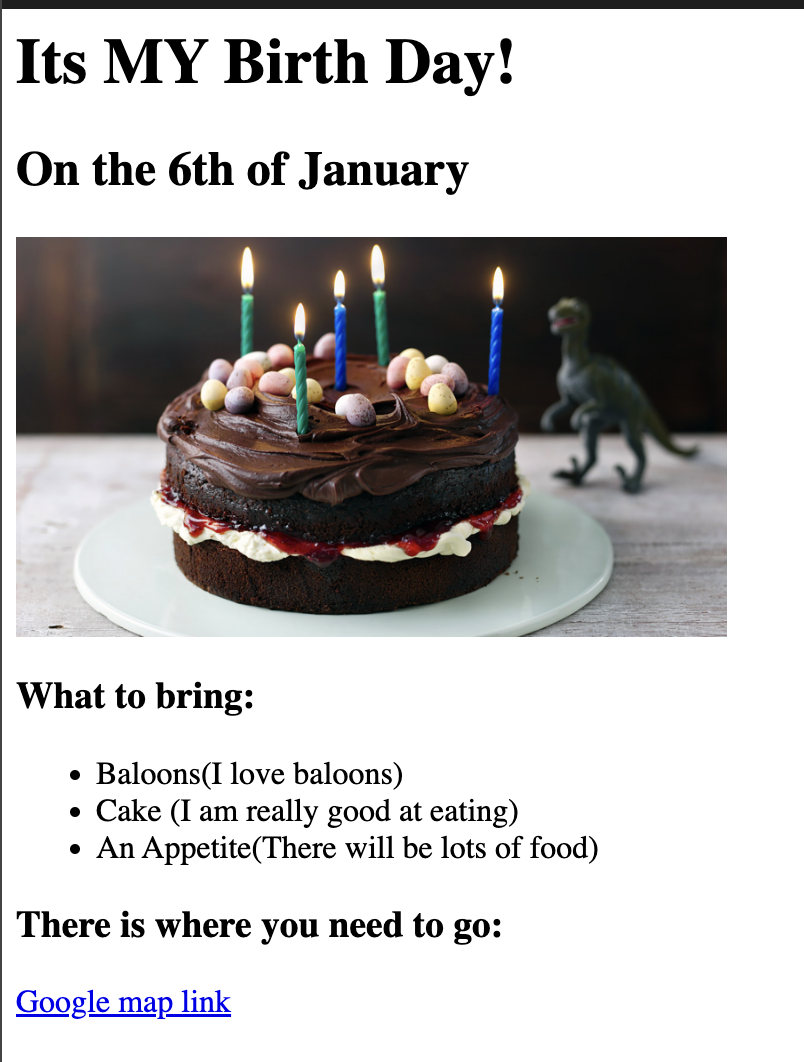 Its MY Birth Day!
On the 6th of January
What to bring:
Baloons(I love baloons)
Cake (I am really good at eating)
An Appetite(There will be lots of food)
There is where you need to go:
Google map link